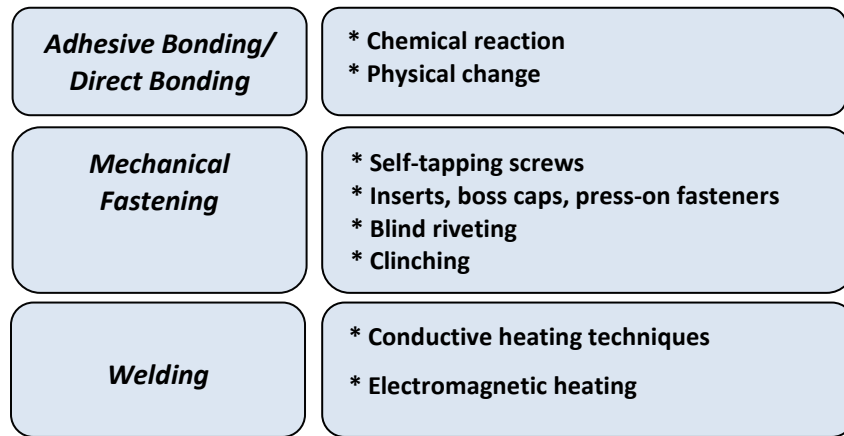 Adhesive Bonding/
Direct Bonding
* Chemical reaction
* Physical change
Mechanical
Fastening
* Self-tapping screws
* Inserts, boss caps, press-on fasteners
* Blind riveting
* Clinching
Welding
* Conductive heating techniques
* Electromagnetic heating